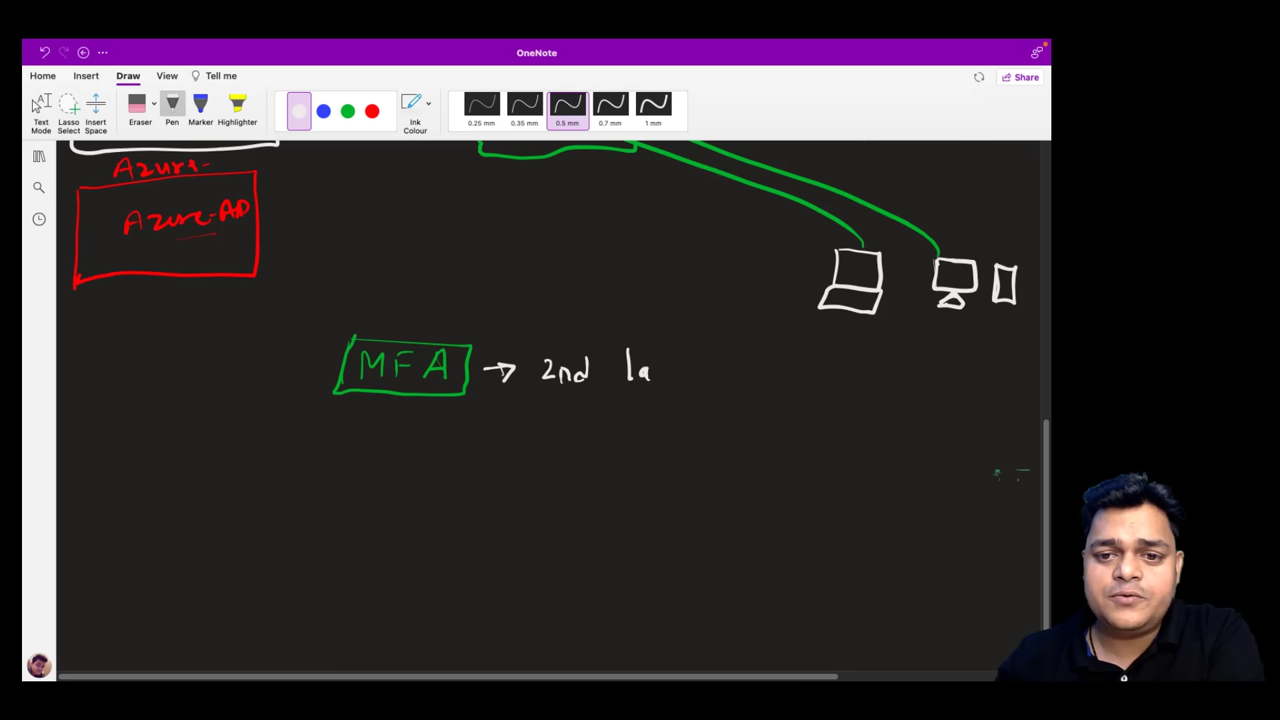 OneNote
Home Insert Draw View Tell me
Share
Text Mode
Lasso Select
Insert Space
Eraser
Pen
Marker
Highlighter
Ink Colour
0.25 mm
0.35 mm
0.5 mm
0.7 mm
1 mm
Azure
Azure-AD
MFA → 2nd la